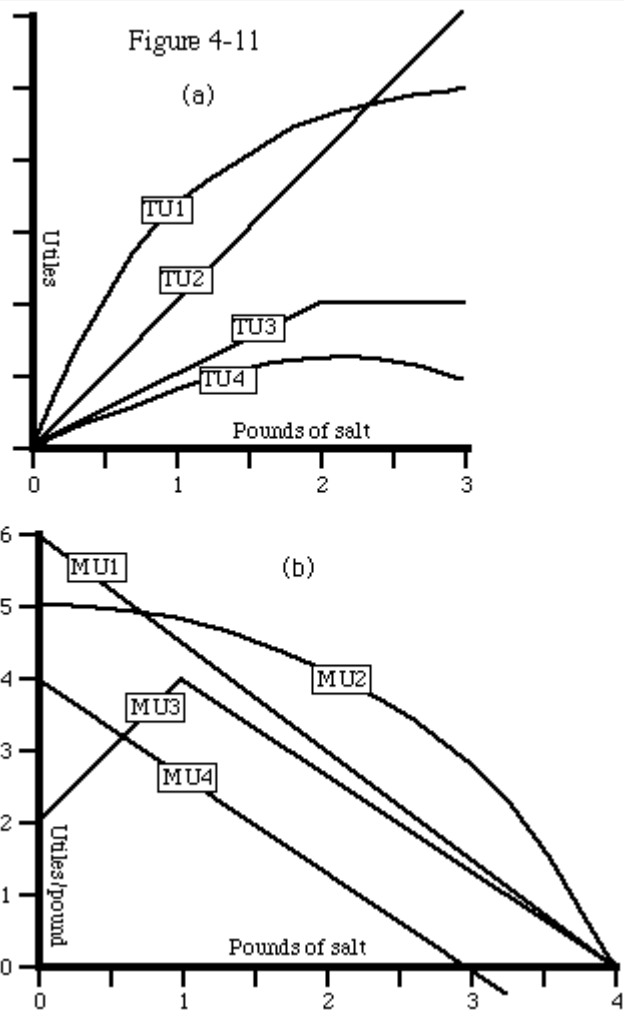 Figure 4-11
(a)
TU1
TU2
TU3
TU4
Utiles
Pounds of salt
0 1 2 3
6
5
4
3
2
1
0
MU1
(b)
MU2
MU3
MU4
Utiles/pound
Pounds of salt
0 1 2 3 4